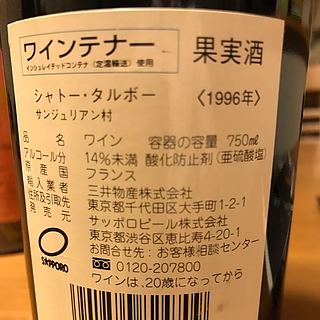 ワインテナー 果実酒
インシュレイテッドコンテナ(定温輸送)使用
シャトー・タルボー 〈1996年〉
サンジュリアン村
品名 ワイン 容器の容量 750mℓ
アルコール分 14%未満 酸化防止剤(亜硫酸塩)
原産国 フランス
輸入業者 三井物産株式会社
住所及引取先 東京都千代田区大手町1-2-1
発売元 サッポロビール株式会社
東京都渋谷区恵比寿4-20-1
お問合せ先:お客様相談センター
0120-207800
SAPPORO
ワインは、20歳になってから